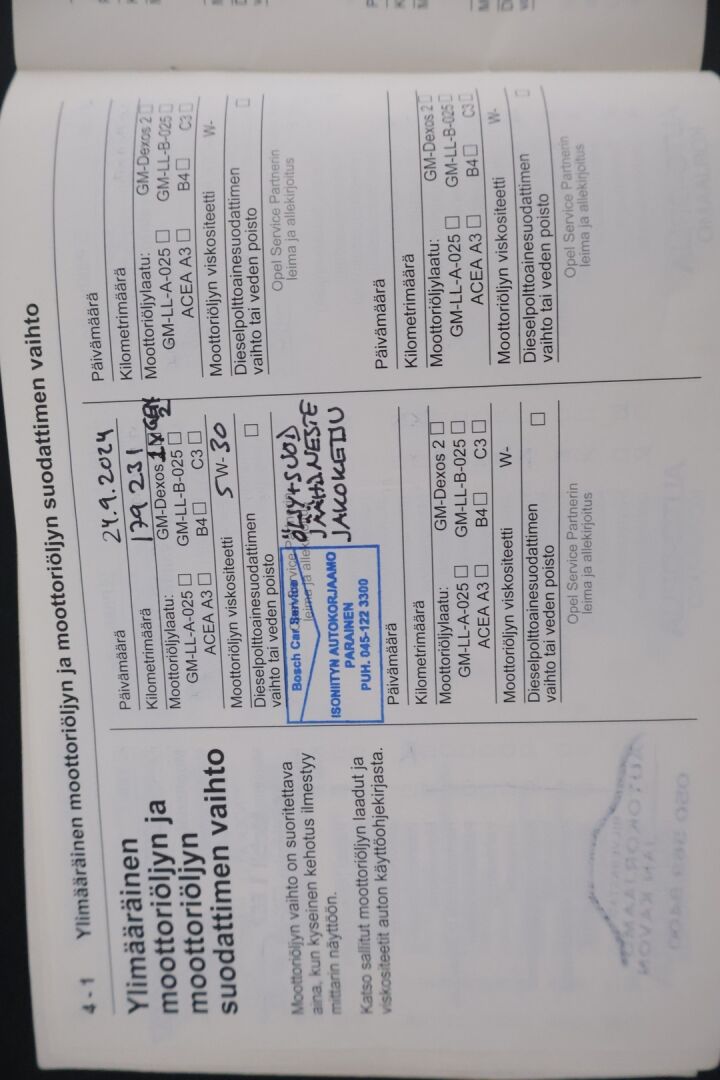 4 - 1 Ylimääräinen moottoriöljyn ja moottoriöljyn suodattimen vaihto
Ylimääräinen
moottoriöljyn ja
moottoriöljyn
suodattimen vaihto
Moottoriöljyn vaihto on suoritettava
aina, kun kyseinen kehotus ilmestyy
mittarin näyttöön.
Katso sallitut moottoriöljyn laadut ja
viskositeetit auton käyttöohjekirjasta.
Päivämäärä 24.9.2024
Kilometrimäärä 179 231
Moottoriöljylaatu: GM-Dexos
GM-LL-A-025 □ GM-LL-B-025 □
ACEA A3 □ B4 □ C3 □
Moottoriöljyn viskositeetti 5W-30
Dieselpolttoainesuodattimen
vaihto tai veden poisto □
Bosch Car Service
ISONIITYN AUTOKORJAAMO
PARAINEN
PUH. 045-122 3300
ÖLJY+SUOD
JÄÄHD.NESTE
JAKOKETJU
Päivämäärä
Kilometrimäärä
Moottoriöljylaatu: GM-Dexos 2 □
GM-LL-A-025 □ GM-LL-B-025 □
ACEA A3 □ B4 □ C3 □
Moottoriöljyn viskositeetti W-
Dieselpolttoainesuodattimen
vaihto tai veden poisto □
Opel Service Partnerin
leima ja allekirjoitus
Päivämäärä
Kilometrimäärä
Moottoriöljylaatu: GM-Dexos 2 □
GM-LL-A-025 □ GM-LL-B-025 □
ACEA A3 □ B4 □ C3 □
Moottoriöljyn viskositeetti W-
Dieselpolttoainesuodattimen
vaihto tai veden poisto □
Opel Service Partnerin
leima ja allekirjoitus
Päivämäärä
Kilometrimäärä
Moottoriöljylaatu: GM-Dexos 2 □
GM-LL-A-025 □ GM-LL-B-025 □
ACEA A3 □ B4 □ C3 □
Moottoriöljyn viskositeetti W-
Dieselpolttoainesuodattimen
vaihto tai veden poisto □
Opel Service Partnerin
leima ja allekirjoitus